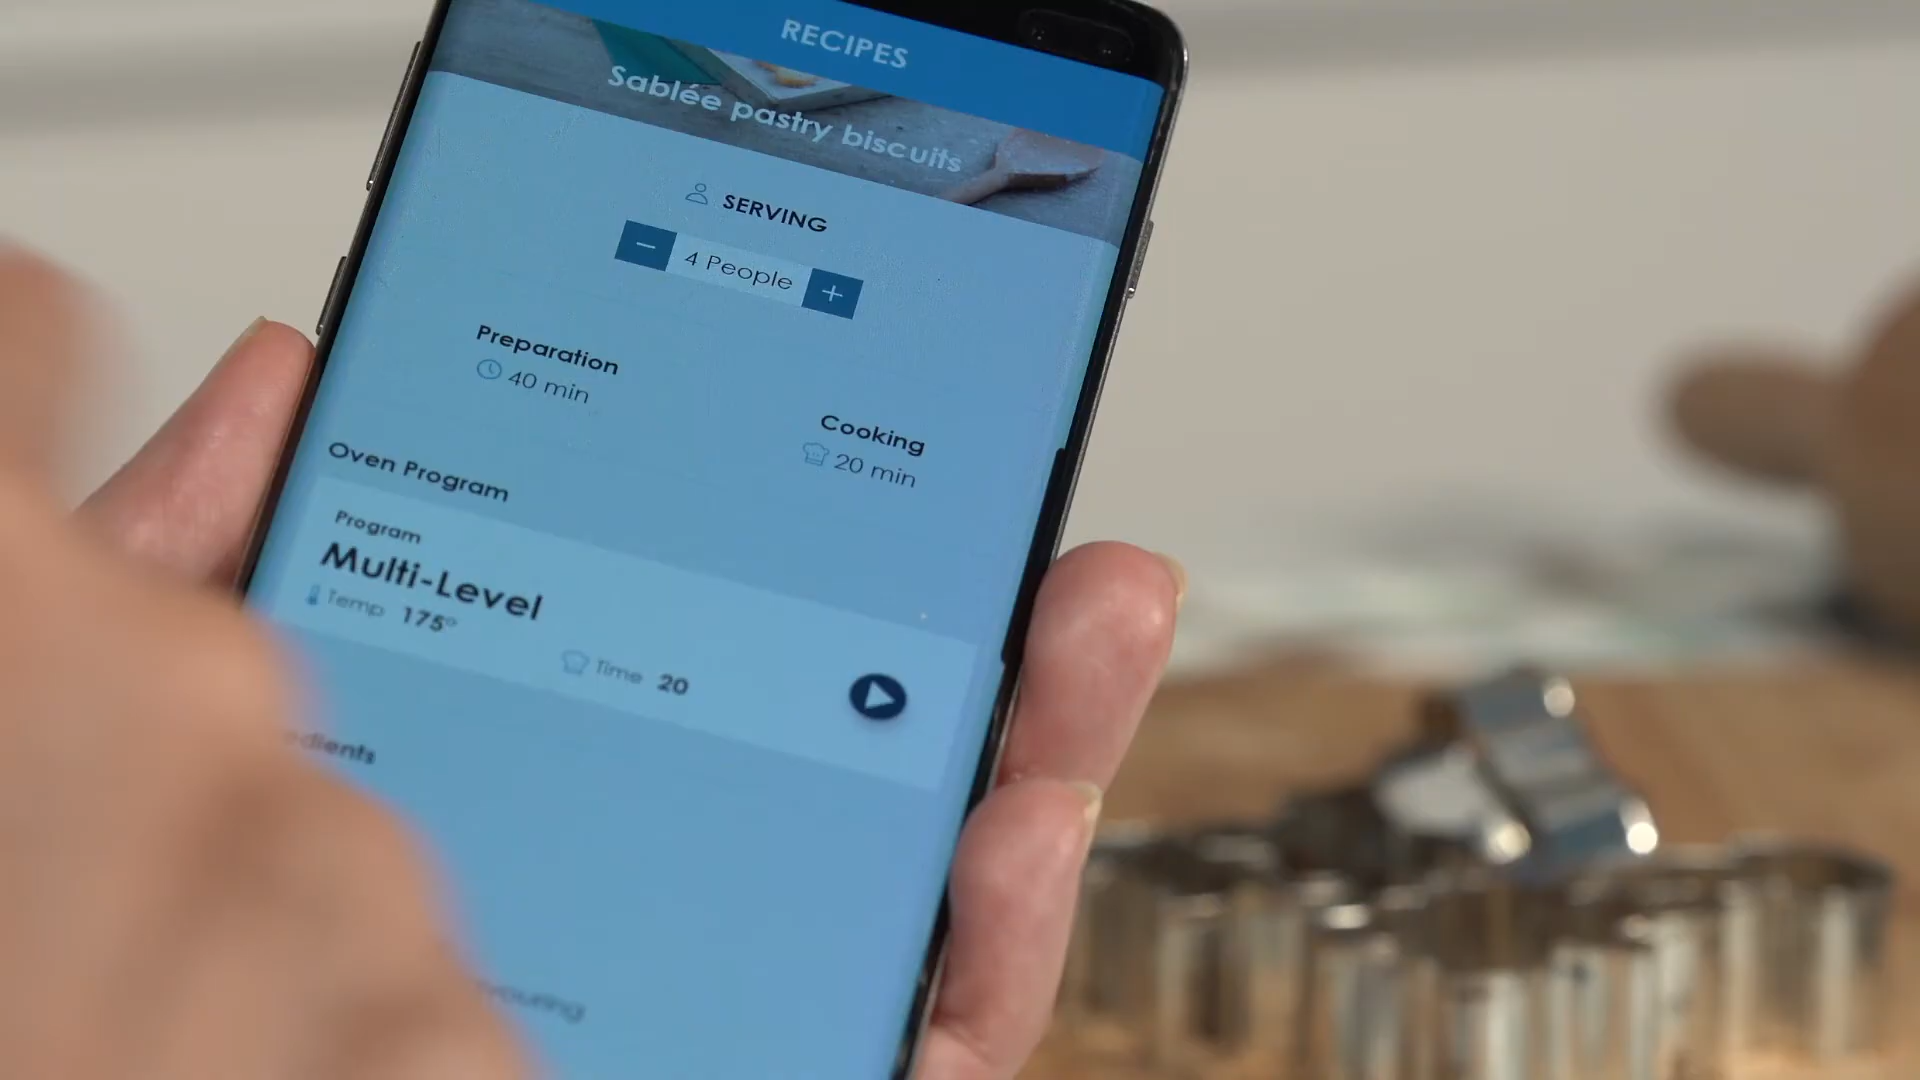 RECIPES
Sablée pastry biscuits
SERVING
− 4 People +
Preparation
40 min
Cooking
20 min
Oven Program
Program
Multi-Level
Temp 175°
Time 20